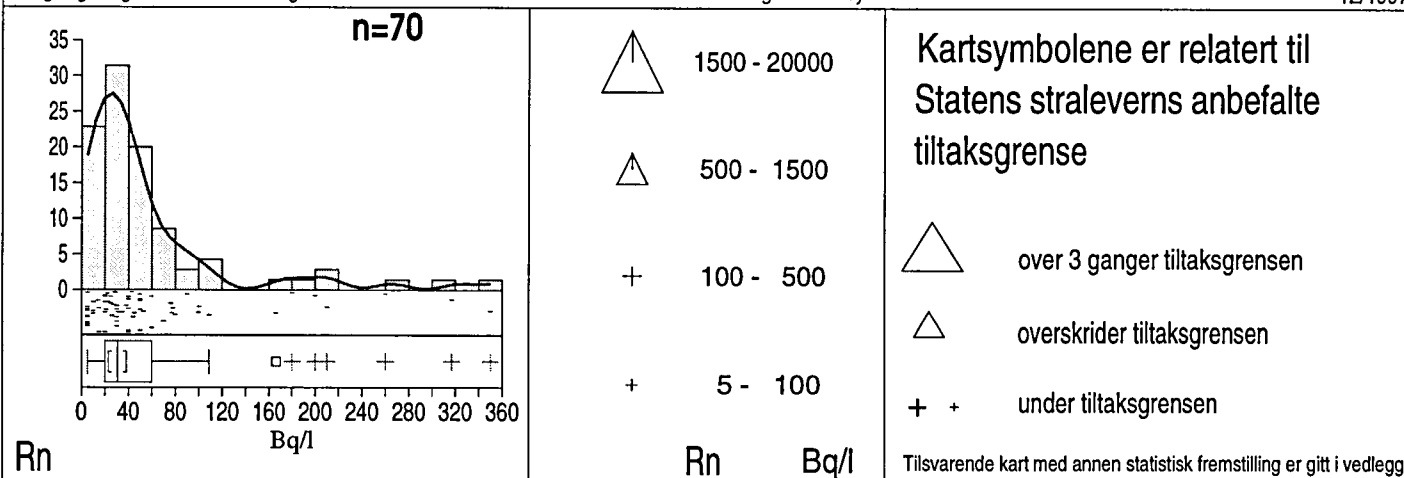 n=70
35
30
25
20
15
10
5
0
0 40 80 120 160 200 240 280 320 360
Bq/l
Rn
1500 - 20000
500 - 1500
100 - 500
5 - 100
Rn Bq/l
Kartsymbolene er relatert til
Statens straleverns anbefalte
tiltaksgrense
over 3 ganger tiltaksgrensen
overskrider tiltaksgrensen
under tiltaksgrensen
Tilsvarende kart med annen statistisk fremstilling er gitt i vedlegg